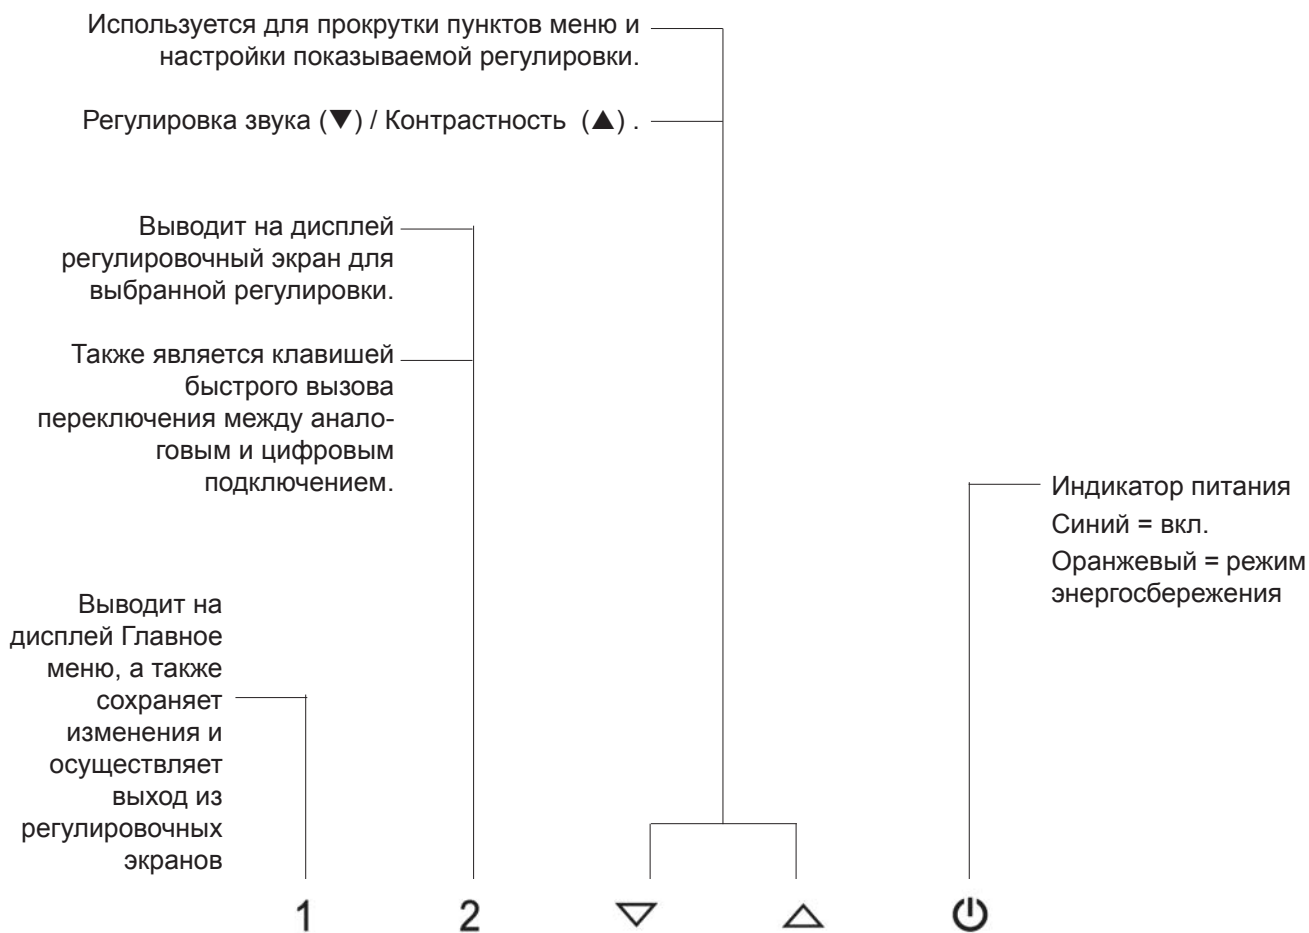 Используется для прокрутки пунктов меню и
настройки показываемой регулировки.
Регулировка звука (▼) / Контрастность (▲) .
Выводит на дисплей
регулировочный экран для
выбранной регулировки.
Также является клавишей
быстрого вызова
переключения между анало-
говым и цифровым
подключением.
Индикатор питания
Синий = вкл.
Оранжевый = режим
энергосбережения
Выводит на
дисплей Главное
меню, а также
сохраняет
изменения и
осуществляет
выход из
регулировочных
экранов
1 2 ▽ △ ⏻